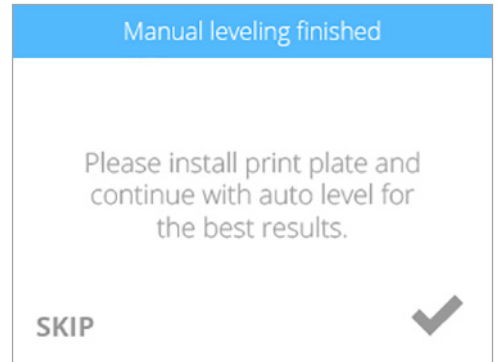 Manual leveling finished
Please install print plate and
continue with auto level for
the best results.
SKIP